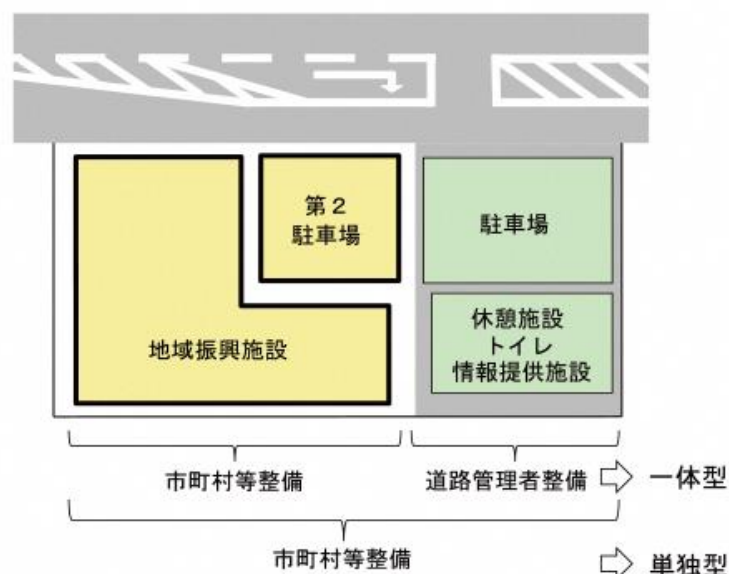 第２
駐車場
駐車場
地域振興施設
休憩施設
トイレ
情報提供施設
市町村等整備
道路管理者整備
一体型
市町村等整備
単独型